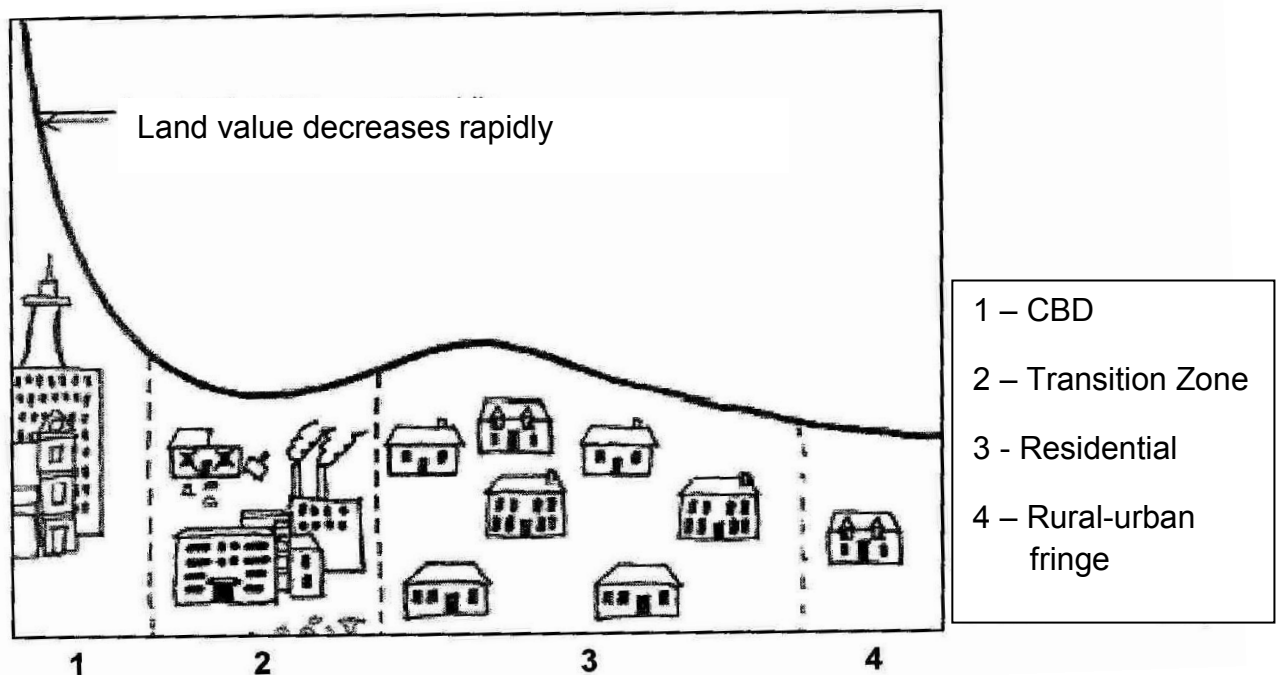 Land value decreases rapidly
1 – CBD
2 – Transition Zone
3 - Residential
4 – Rural-urban
fringe
1 2 3 4